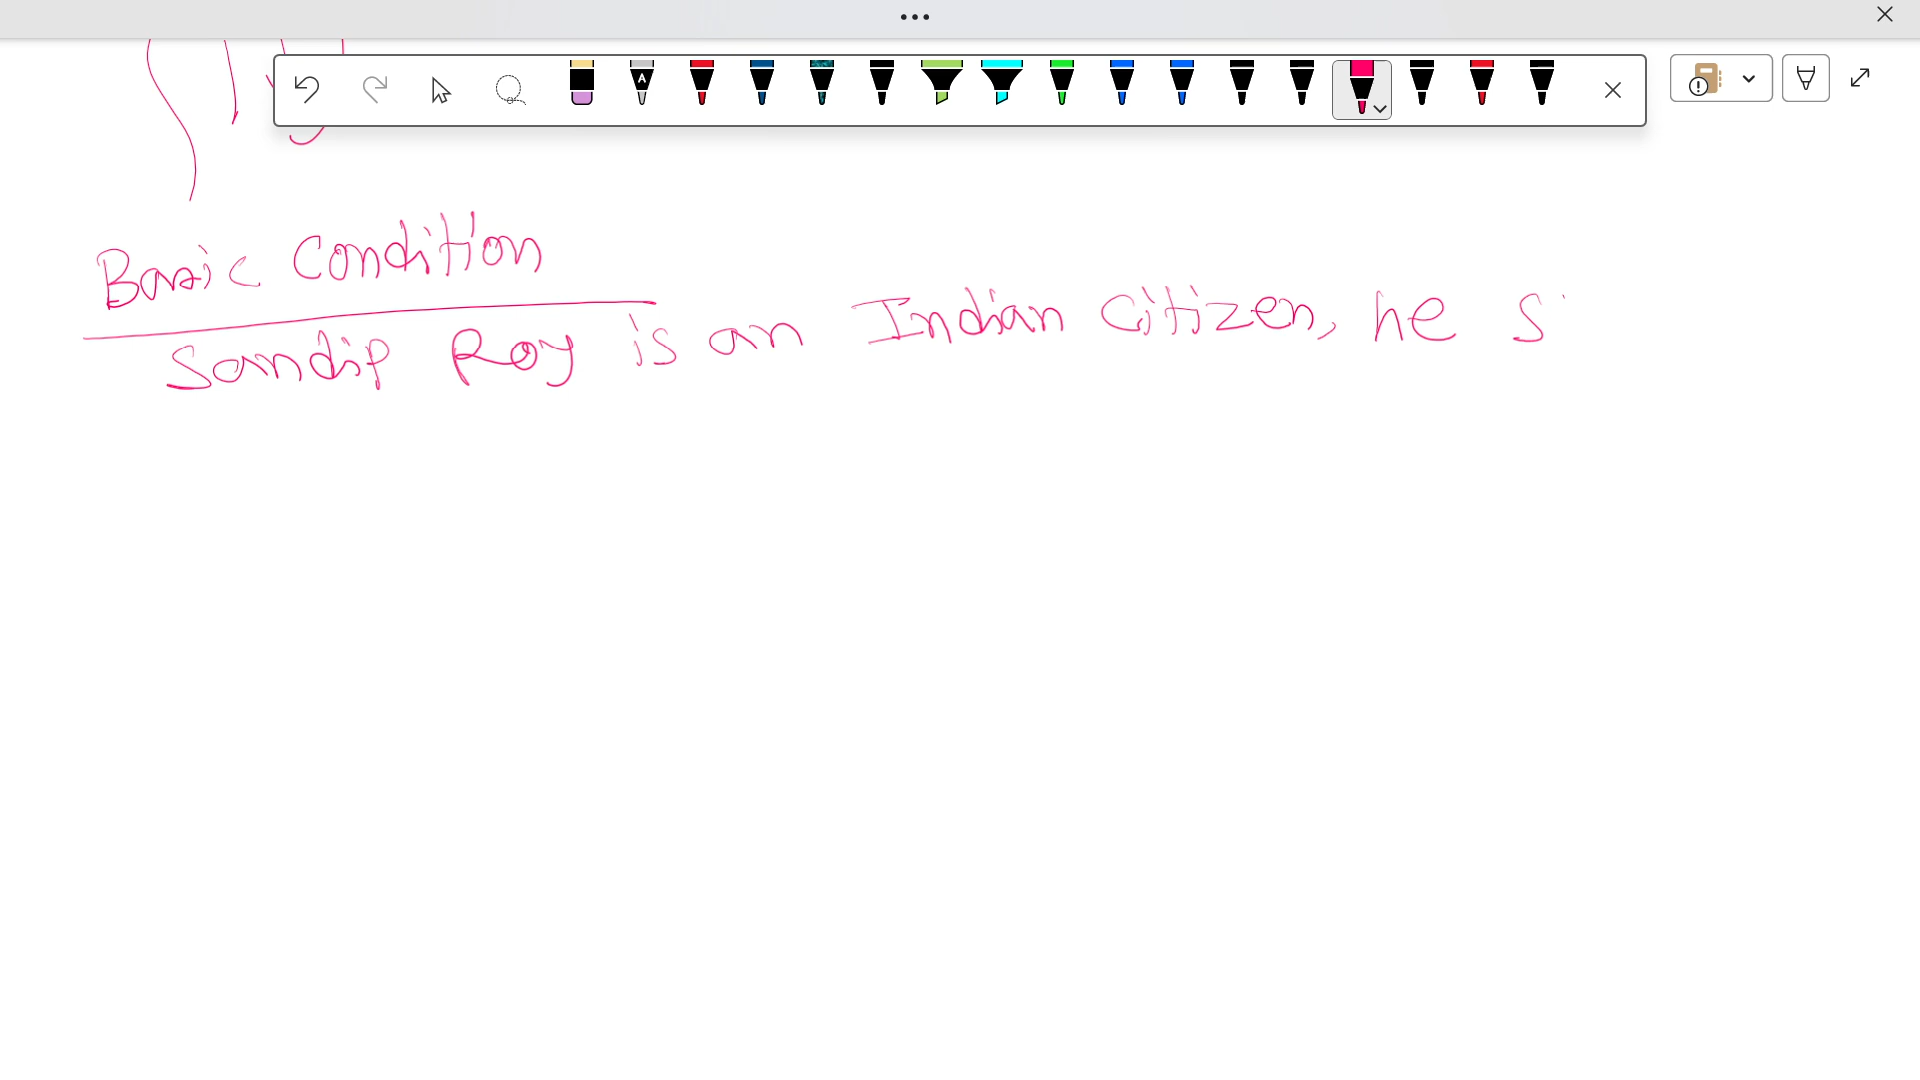 Basic Condition
Sandip Roy is an Indian Citizen, he s